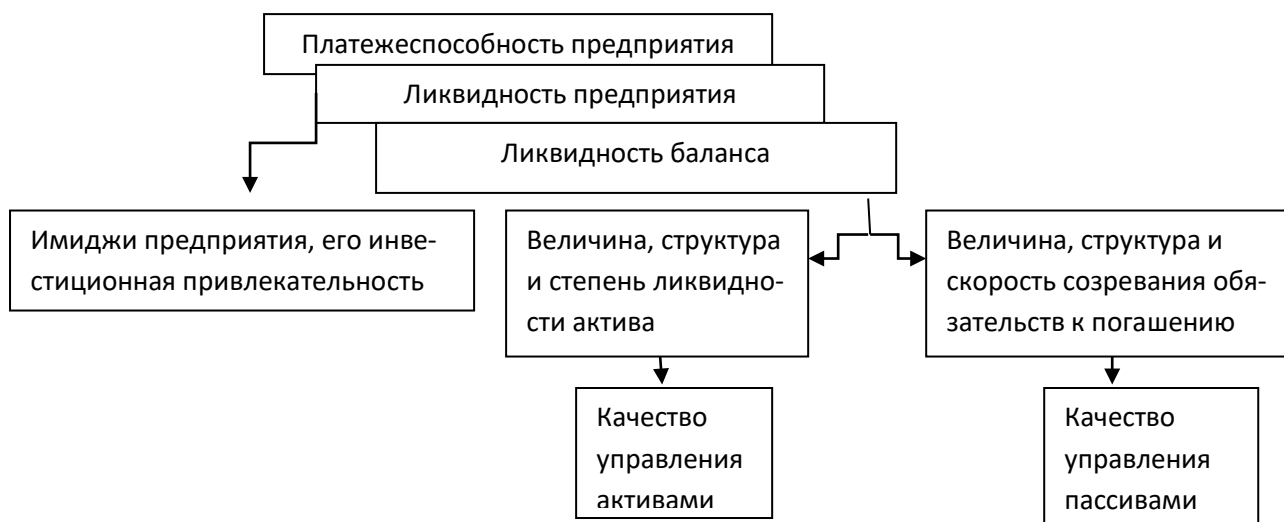 Платежеспособность предприятия
Ликвидность предприятия
Ликвидность баланса
Имиджи предприятия, его инве-
стиционная привлекательность
Величина, структура
и степень ликвидно-
сти актива
Величина, структура и
скорость созревания обя-
зательств к погашению
Качество
управления
активами
Качество
управления
пассивами